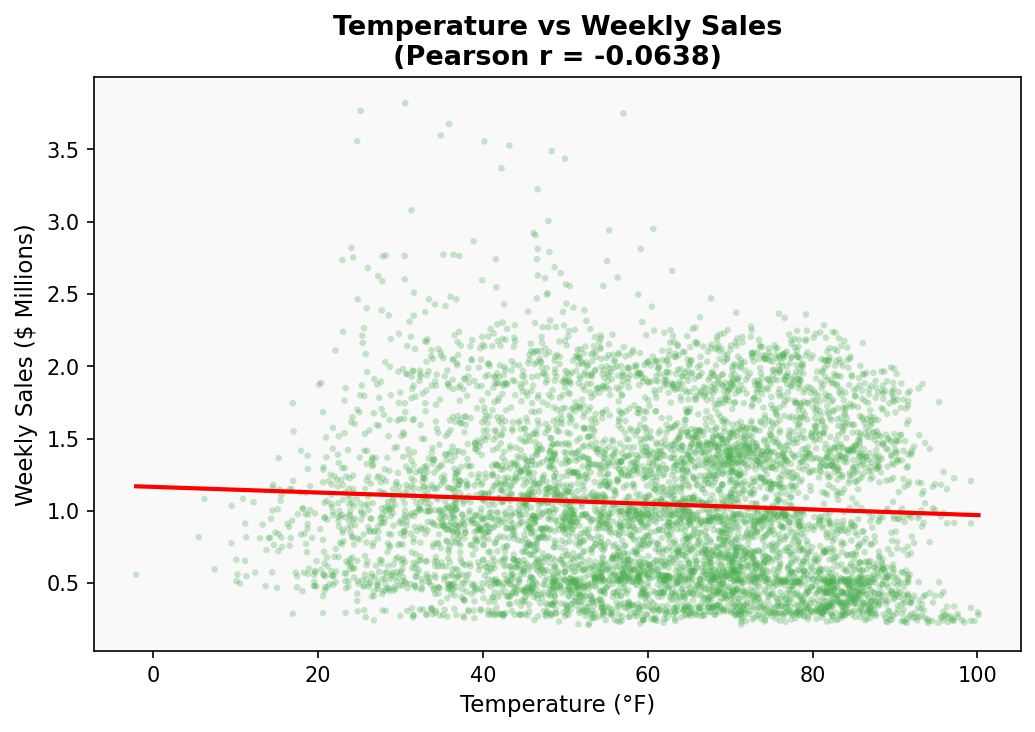 Temperature vs Weekly Sales
(Pearson r = -0.0638)
Weekly Sales ($ Millions)
3.5
3.0
2.5
2.0
1.5
1.0
0.5
0 20 40 60 80 100
Temperature (°F)